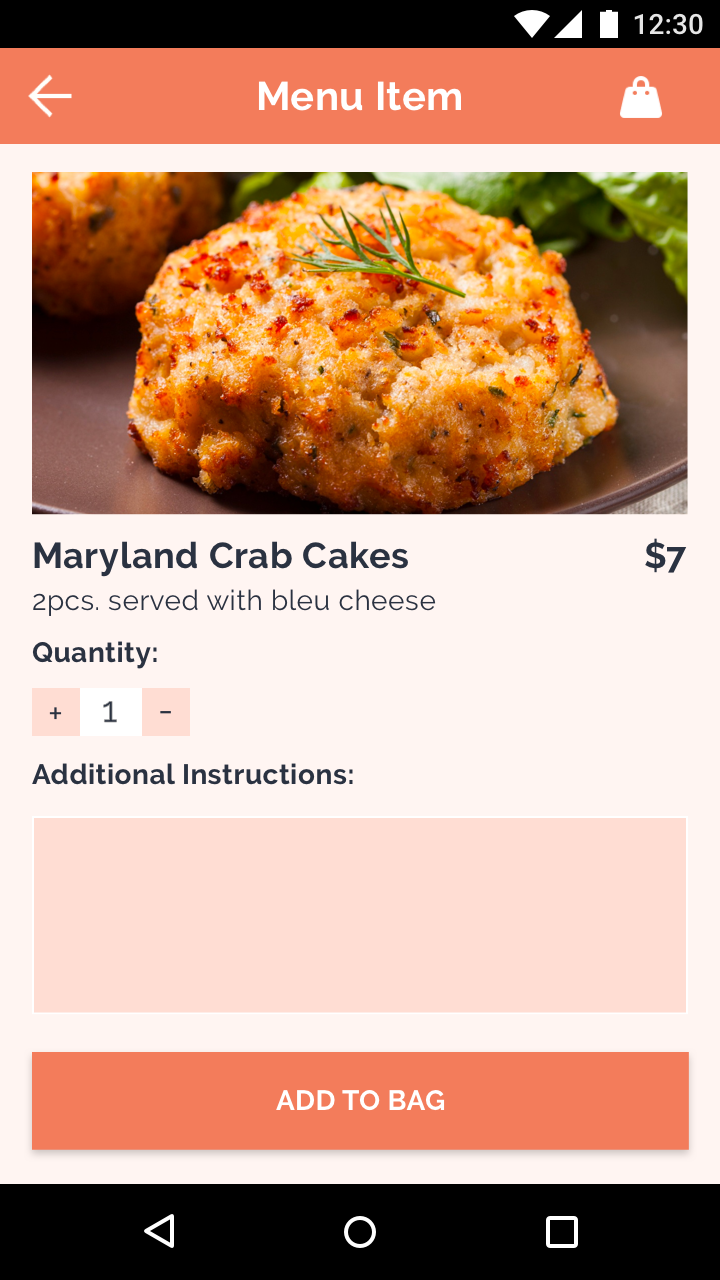 12:30
Menu Item
Maryland Crab Cakes $7
2pcs. served with bleu cheese
Quantity:
+ 1 -
Additional Instructions:
ADD TO BAG